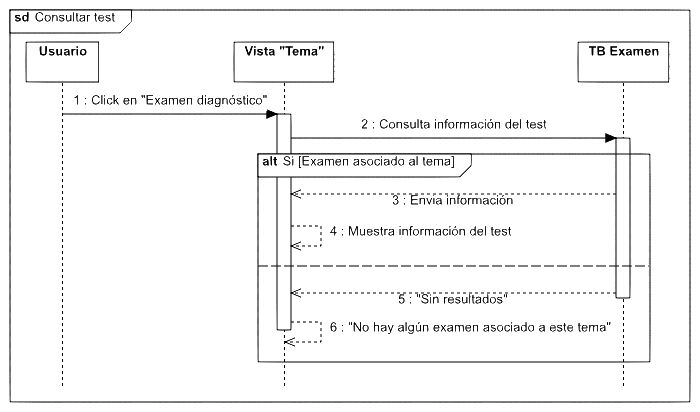 sd Consultar test
Usuario
Vista "Tema"
TB Examen
1 : Click en "Examen diagnóstico"
2 : Consulta información del test
alt Si [Examen asociado al tema]
3 : Envia información
4 : Muestra información del test
5 : "Sin resultados"
6 : "No hay algún examen asociado a este tema"